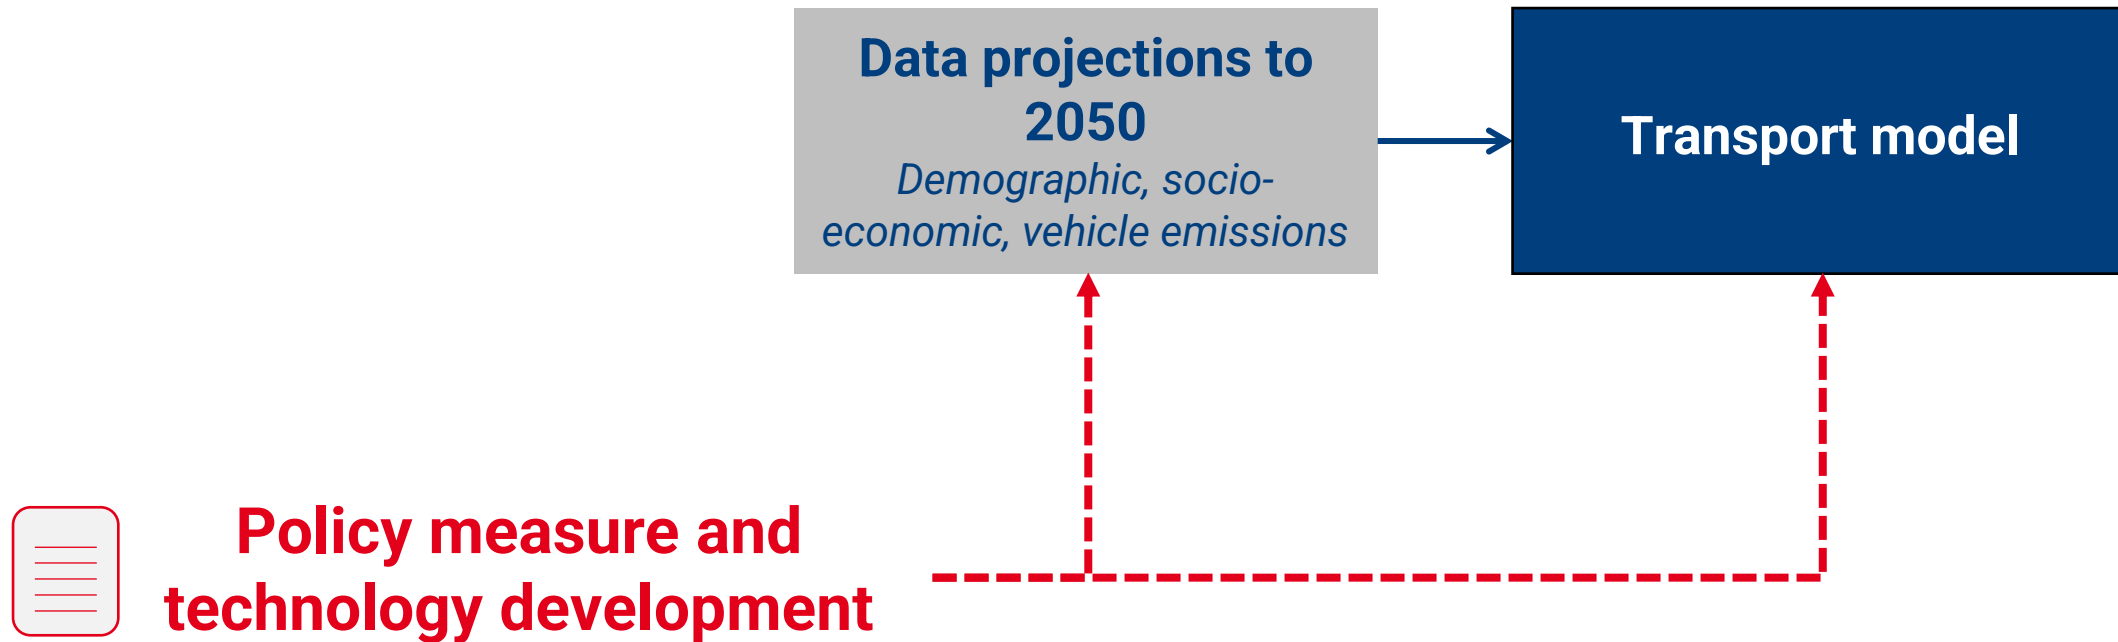 Data projections to
2050
Demographic, socio-
economic, vehicle emissions
Transport model
Policy measure and
technology development